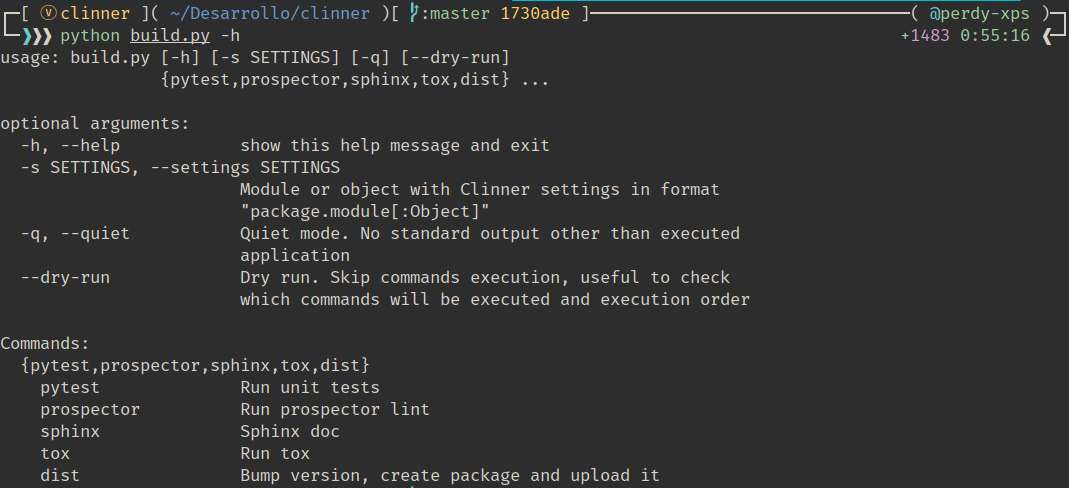 [ ⓥ clinner ]( ~/Desarrollo/clinner )[ :master 1730ade ] ( @perdy-xps )
❯❯❯ python build.py -h +1483 0:55:16 ❮
usage: build.py [-h] [-s SETTINGS] [-q] [--dry-run]
                {pytest,prospector,sphinx,tox,dist} ...

optional arguments:
  -h, --help            show this help message and exit
  -s SETTINGS, --settings SETTINGS
                        Module or object with Clinner settings in format
                        "package.module[:Object]"
  -q, --quiet           Quiet mode. No standard output other than executed
                        application
  --dry-run             Dry run. Skip commands execution, useful to check
                        which commands will be executed and execution order

Commands:
  {pytest,prospector,sphinx,tox,dist}
    pytest              Run unit tests
    prospector          Run prospector lint
    sphinx              Sphinx doc
    tox                 Run tox
    dist                Bump version, create package and upload it